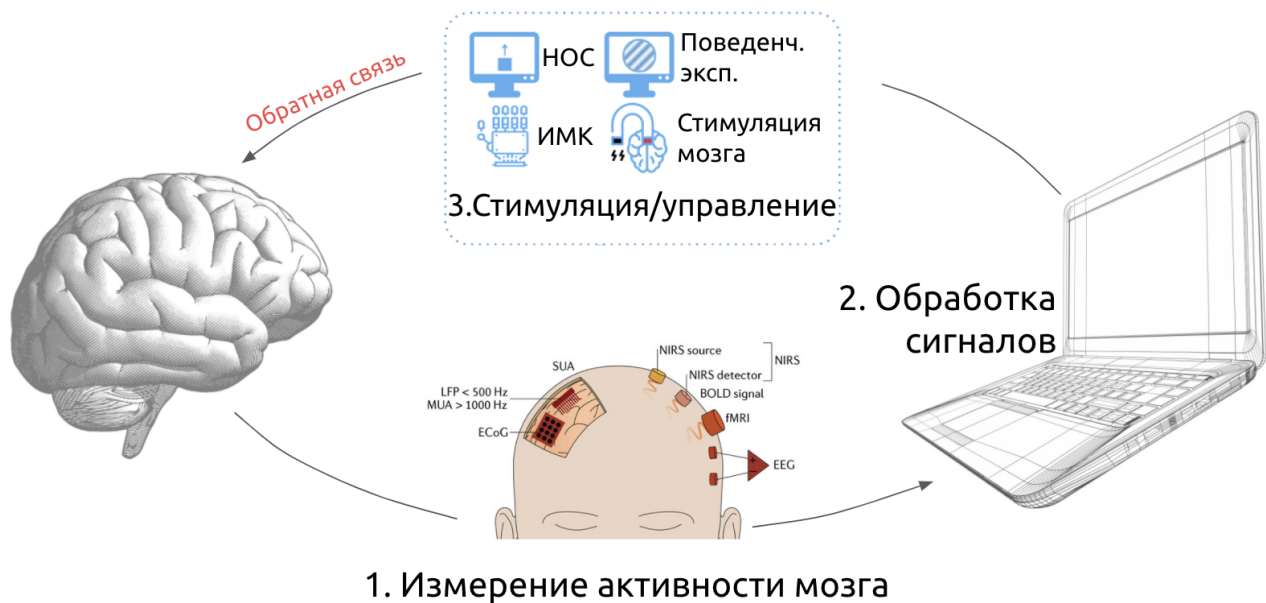 Обратная связь
НОС
Поведенч.
эксп.
ИМК
Стимуляция
мозга
3.Стимуляция/управление
2. Обработка
сигналов
SUA
LFP < 500 Hz
MUA > 1000 Hz
ECoG
NIRS source
NIRS detector
NIRS
BOLD signal
fMRI
+
−
EEG
1. Измерение активности мозга